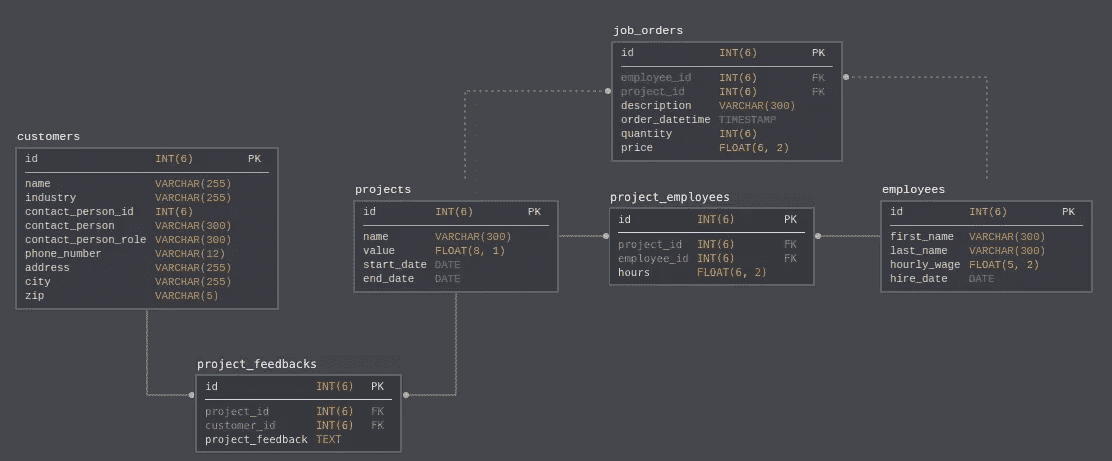 job_orders
id INT(6) PK
employee_id INT(6) FK
project_id INT(6) FK
description VARCHAR(300)
order_datetime TIMESTAMP
quantity INT(6)
price FLOAT(6, 2)
customers
id INT(6) PK
name VARCHAR(255)
industry VARCHAR(255)
contact_person_id INT(6)
contact_person VARCHAR(300)
contact_person_role VARCHAR(300)
phone_number VARCHAR(12)
address VARCHAR(255)
city VARCHAR(255)
zip VARCHAR(5)
projects
id INT(6) PK
name VARCHAR(300)
value FLOAT(8, 1)
start_date DATE
end_date DATE
project_employees
id INT(6) PK
project_id INT(6) FK
employee_id INT(6) FK
hours FLOAT(6, 2)
employees
id INT(6) PK
first_name VARCHAR(300)
last_name VARCHAR(300)
hourly_wage FLOAT(5, 2)
hire_date DATE
project_feedbacks
id INT(6) PK
project_id INT(6) FK
customer_id INT(6) FK
project_feedback TEXT